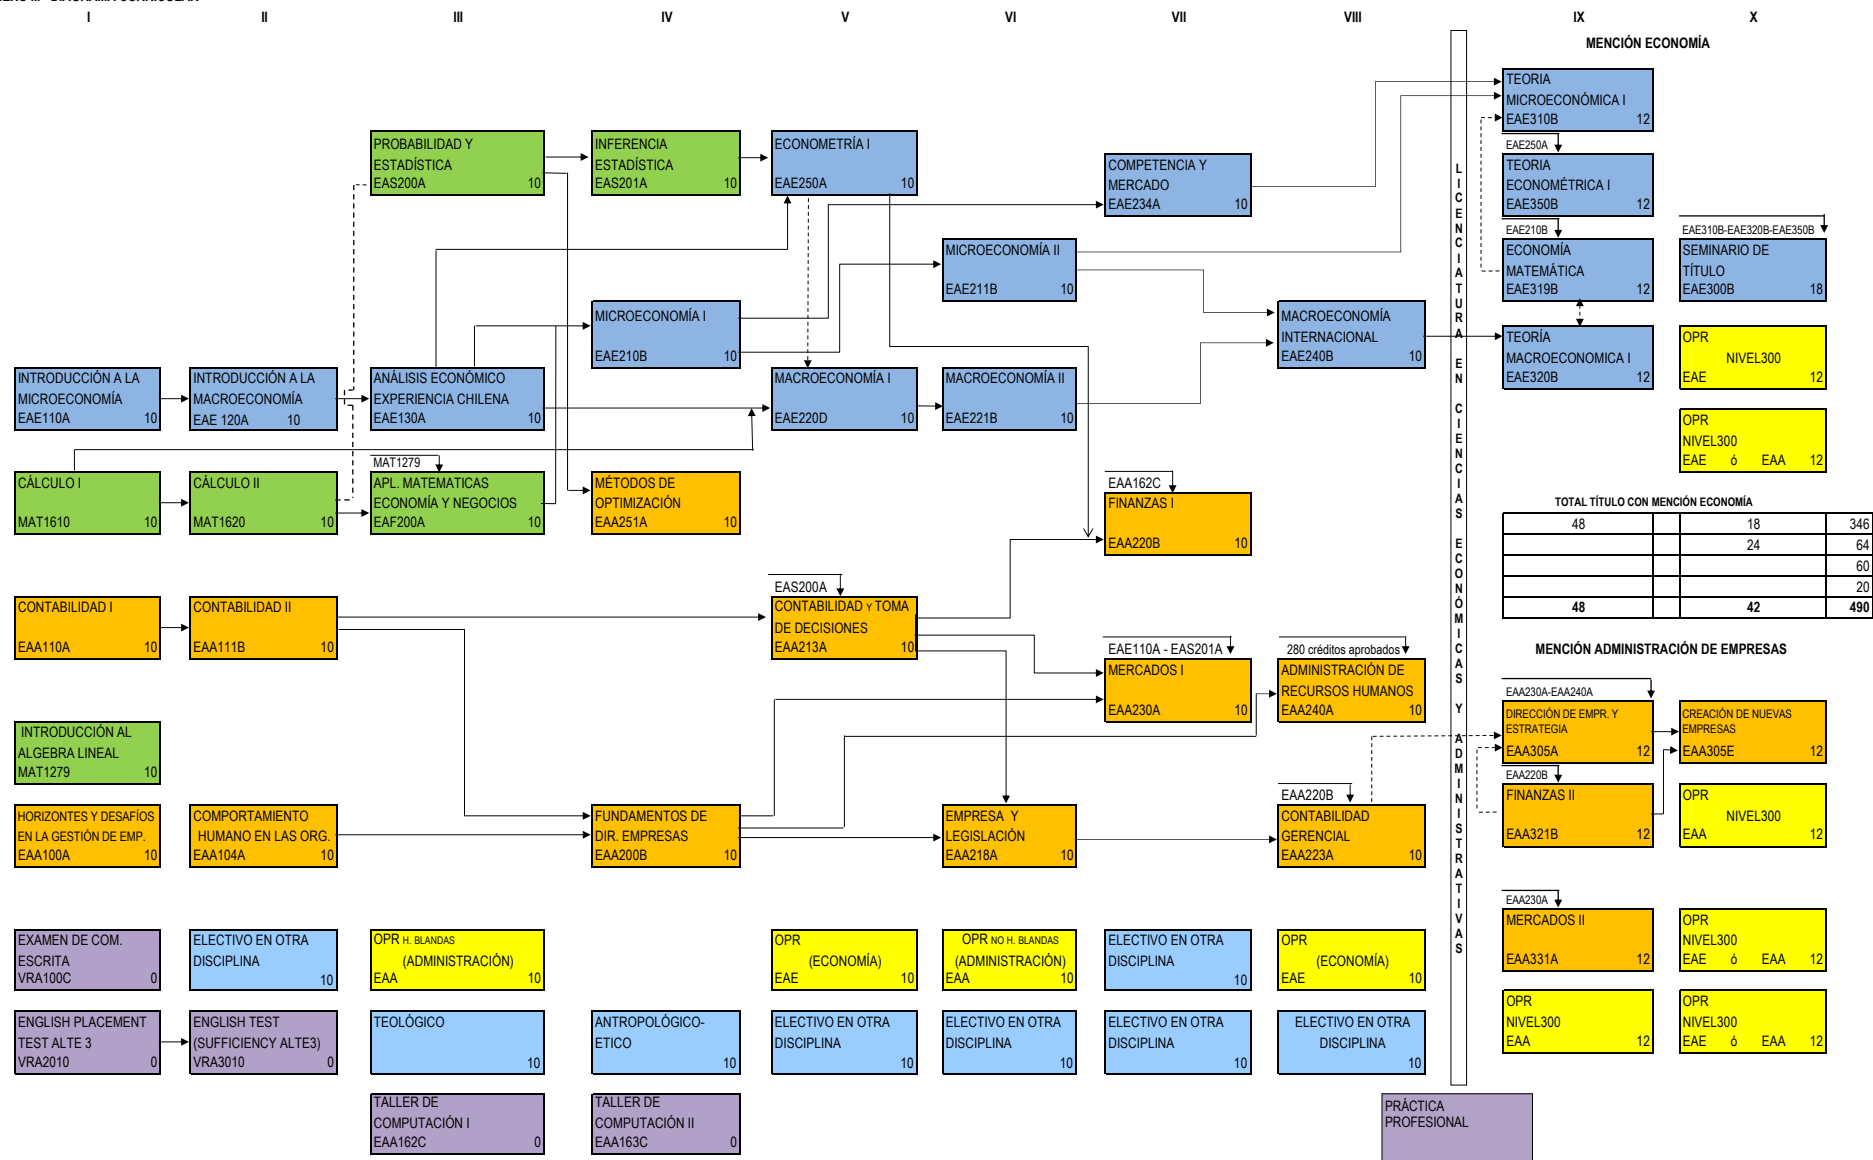 I II III IV V VI VII VIII IX X
MENCIÓN ECONOMÍA
TEORIA
MICROECONÓMICA I
EAE310B 12
PROBABILIDAD Y
ESTADÍSTICA
EAS200A 10
INFERENCIA
ESTADÍSTICA
EAS201A 10
ECONOMETRÍA I
EAE250A 10
COMPETENCIA Y
MERCADO
EAE234A 10
EAE250A
TEORIA
ECONOMÉTRICA I
EAE350B 12
MICROECONOMÍA II
EAE211B 10
EAE210B
ECONOMÍA
MATEMÁTICA
EAE319B 12
EAE310B-EAE320B-EAE350B
SEMINARIO DE
TÍTULO
EAE300B 18
MICROECONOMÍA I
EAE210B 10
MACROECONOMÍA
INTERNACIONAL
EAE240B 10
TEORÍA
MACROECONOMICA I
EAE320B 12
OPR
NIVEL300
EAE 12
INTRODUCCIÓN A LA
MICROECONOMÍA
EAE110A 10
INTRODUCCIÓN A LA
MACROECONOMÍA
EAE 120A 10
ANÁLISIS ECONÓMICO
EXPERIENCIA CHILENA
EAE130A 10
MACROECONOMÍA I
EAE220D 10
MACROECONOMÍA II
EAE221B 10
OPR
NIVEL300
EAE ó EAA 12
CÁLCULO I
MAT1610 10
CÁLCULO II
MAT1620 10
MAT1279
APL. MATEMATICAS
ECONOMÍA Y NEGOCIOS
EAF200A 10
MÉTODOS DE
OPTIMIZACIÓN
EAA251A 10
EAA162C
FINANZAS I
EAA220B 10
TOTAL TÍTULO CON MENCIÓN ECONOMÍA
48 18 346
24 64
60
20
48 42 490
CONTABILIDAD I
EAA110A 10
CONTABILIDAD II
EAA111B 10
EAS200A
CONTABILIDAD Y TOMA
DE DECISIONES
EAA213A 10
EAE110A - EAS201A
MERCADOS I
EAA230A 10
280 créditos aprobados
ADMINISTRACIÓN DE
RECURSOS HUMANOS
EAA240A 10
LICENCIATURA EN CIENCIAS ECONÓMICAS Y ADMINISTRATIVAS
MENCIÓN ADMINISTRACIÓN DE EMPRESAS
EAA230A-EAA240A
DIRECCIÓN DE EMPR. Y
ESTRATEGIA
EAA305A 12
CREACIÓN DE NUEVAS
EMPRESAS
EAA305E 12
INTRODUCCIÓN AL
ALGEBRA LINEAL
MAT1279 10
HORIZONTES Y DESAFÍOS
EN LA GESTIÓN DE EMP.
EAA100A 10
COMPORTAMIENTO
HUMANO EN LAS ORG.
EAA104A 10
FUNDAMENTOS DE
DIR. EMPRESAS
EAA200B 10
EMPRESA Y
LEGISLACIÓN
EAA218A 10
EAA220B
CONTABILIDAD
GERENCIAL
EAA223A 10
EAA220B
FINANZAS II
EAA321B 12
OPR
NIVEL300
EAA 12
EXAMEN DE COM.
ESCRITA
VRA100C 0
ELECTIVO EN OTRA
DISCIPLINA
10
OPR H. BLANDAS
(ADMINISTRACIÓN)
EAA 10
OPR
(ECONOMÍA)
EAE 10
OPR NO H. BLANDAS
(ADMINISTRACIÓN)
EAA 10
ELECTIVO EN OTRA
DISCIPLINA
10
OPR
(ECONOMÍA)
EAE 10
EAA230A
MERCADOS II
EAA331A 12
OPR
NIVEL300
EAE ó EAA 12
ENGLISH PLACEMENT
TEST ALTE 3
VRA2010 0
ENGLISH TEST
(SUFFICIENCY ALTE3)
VRA3010 0
TEOLÓGICO
10
ANTROPOLÓGICO-
ETICO
10
ELECTIVO EN OTRA
DISCIPLINA
10
ELECTIVO EN OTRA
DISCIPLINA
10
ELECTIVO EN OTRA
DISCIPLINA
10
ELECTIVO EN OTRA
DISCIPLINA
10
OPR
NIVEL300
EAA 12
OPR
NIVEL300
EAE ó EAA 12
TALLER DE
COMPUTACIÓN I
EAA162C 0
TALLER DE
COMPUTACIÓN II
EAA163C 0
PRÁCTICA
PROFESIONAL